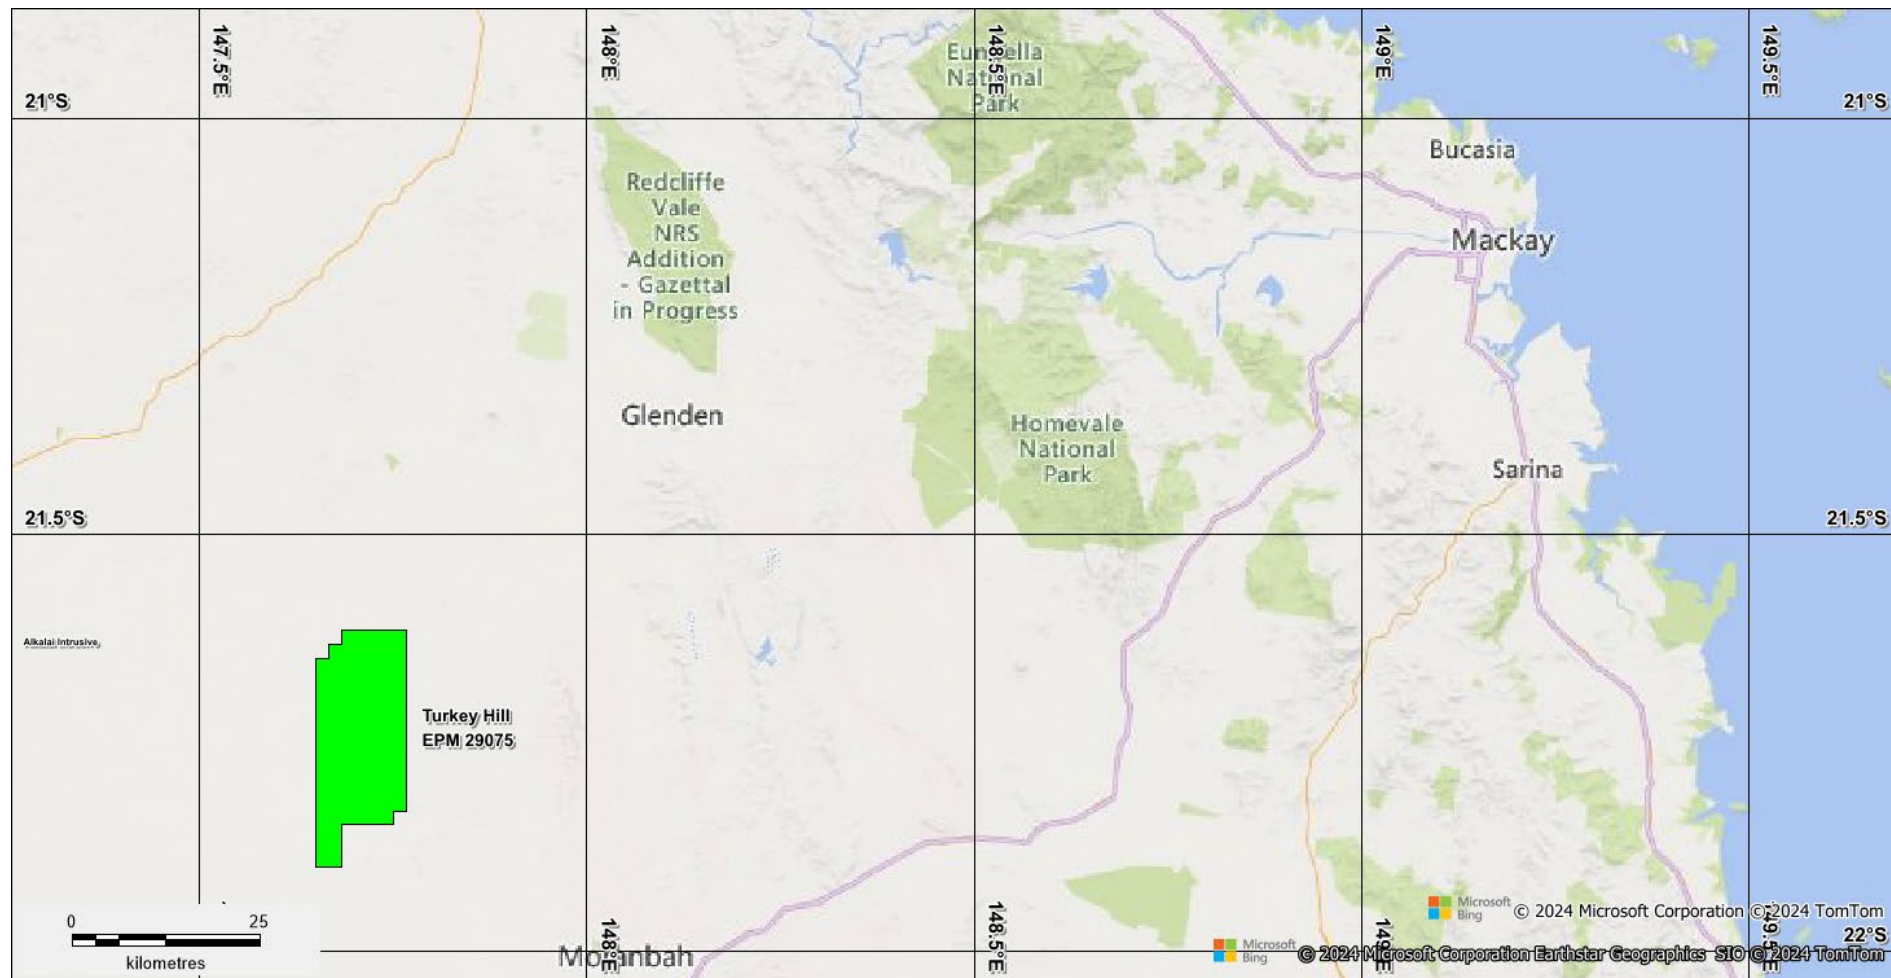 147.5°E
148°E
148.5°E
149°E
149.5°E
Eungella
National
Park
21°S
21°S
Bucasia
Redcliffe
Vale
NRS
Addition
- Gazettal
in Progress
Mackay
Glenden
Homevale
National
Park
Sarina
21.5°S
21.5°S
Alkalai Intrusive
Turkey Hill
EPM 29075
0 25
kilometres
148°E
148.5°E
149°E
149.5°E
Microsoft
Bing
© 2024 Microsoft Corporation © 2024 TomTom
22°S
Moranbah
Microsoft
Bing
© 2024 Microsoft Corporation Earthstar Geographics SIO © 2024 TomTom